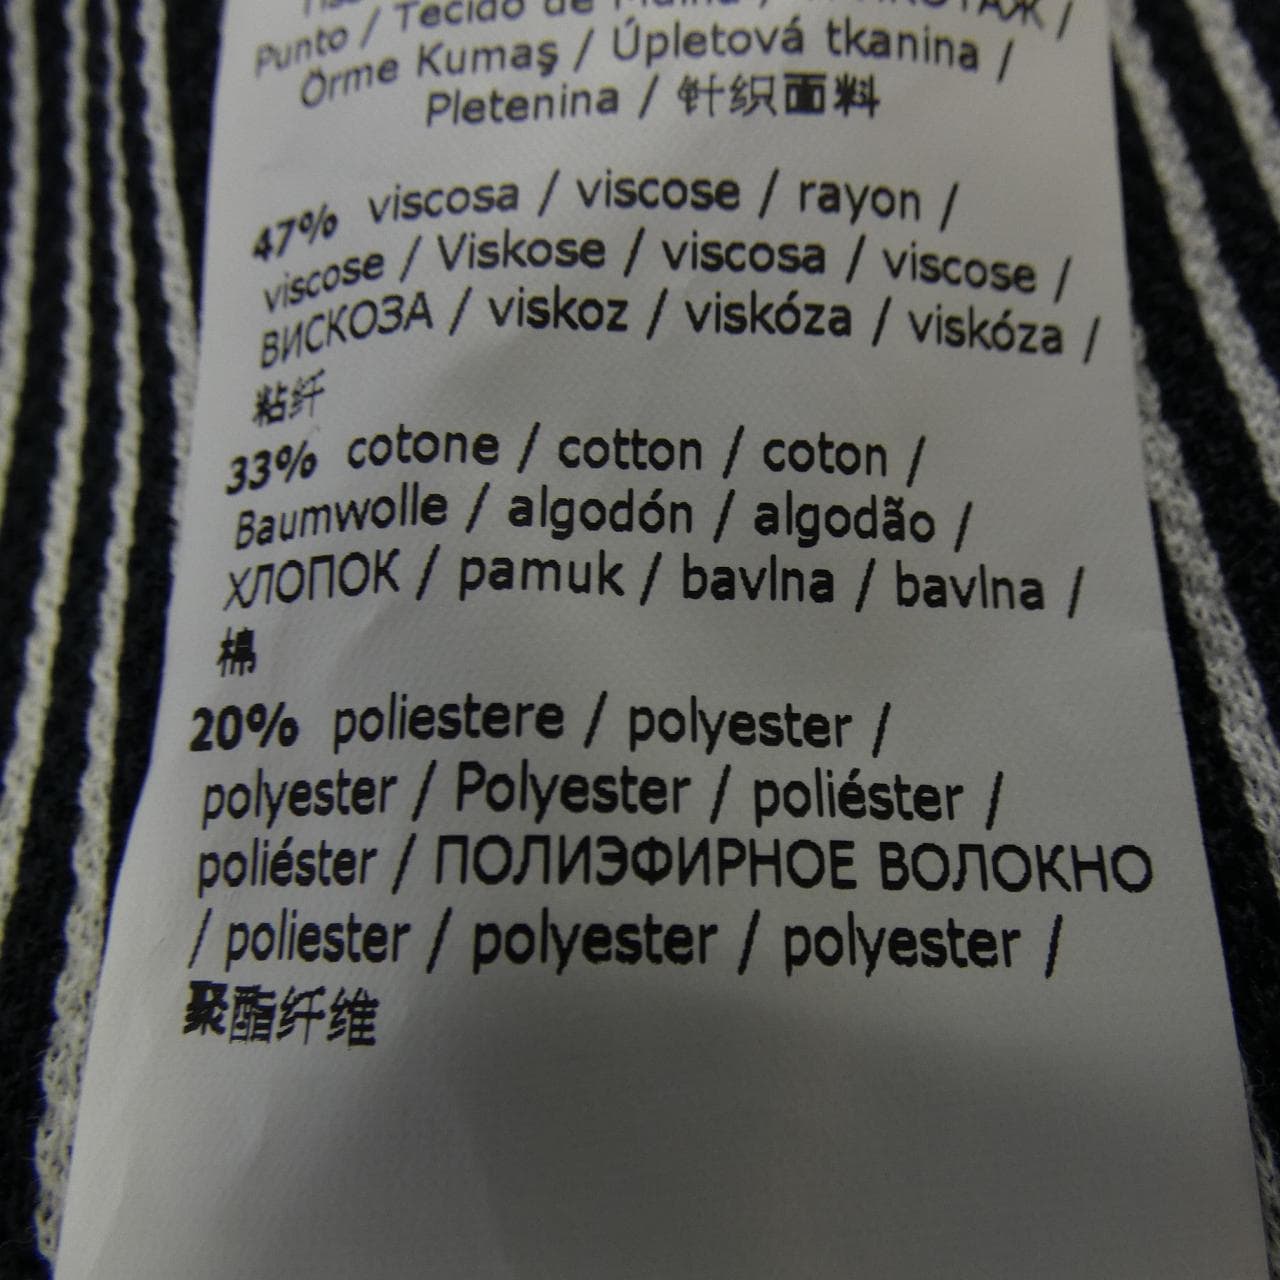 Punto / Tecido de Malha /
Örme Kumaş / Úpletová tkanina /
Pletenina / 针织面料
47% viscosa / viscose / rayon /
viscose / Viskose / viscosa / viscose /
ВИСКОЗА / viskoz / viskóza / viskóza /
粘纤
33% cotone / cotton / coton /
Baumwolle / algodón / algodão /
ХЛОПОК / pamuk / bavlna / bavlna /
棉
20% poliestere / polyester /
polyester / Polyester / poliéster /
poliéster / ПОЛИЭФИРНОЕ ВОЛОКНО
/ poliester / polyester / polyester /
聚酯纤维